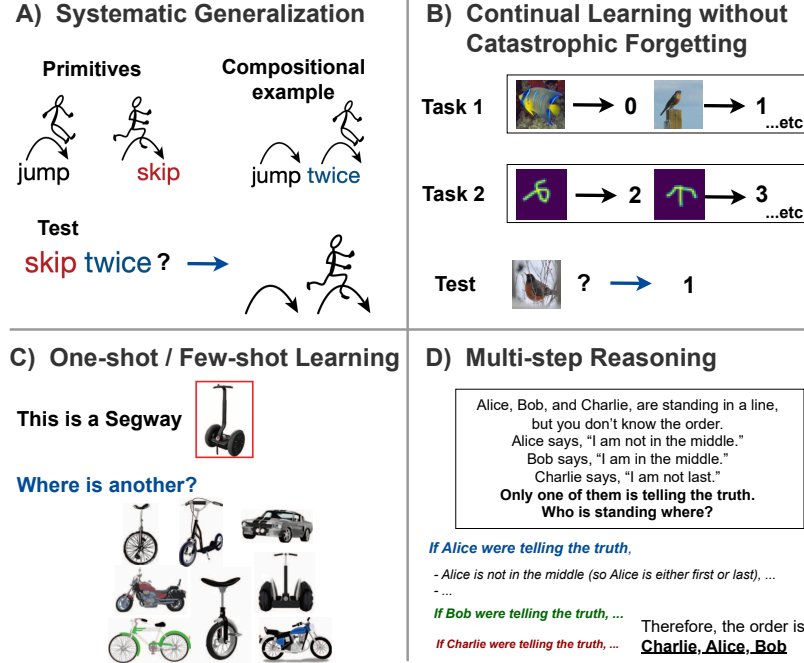 A) Systematic Generalization
Primitives
Compositional
example
jump
skip
jump twice
Test
skip twice ?
B) Continual Learning without
Catastrophic Forgetting
Task 1
0
1
...etc
Task 2
2
3
...etc
Test
?
1
C) One-shot / Few-shot Learning
This is a Segway
Where is another?
D) Multi-step Reasoning
Alice, Bob, and Charlie, are standing in a line,
but you don't know the order.
Alice says, “I am not in the middle.”
Bob says, “I am in the middle.”
Charlie says, “I am not last.”
Only one of them is telling the truth.
Who is standing where?
If Alice were telling the truth,
- Alice is not in the middle (so Alice is either first or last), ...
- ...
If Bob were telling the truth, ...
If Charlie were telling the truth, ...
Therefore, the order is
Charlie, Alice, Bob